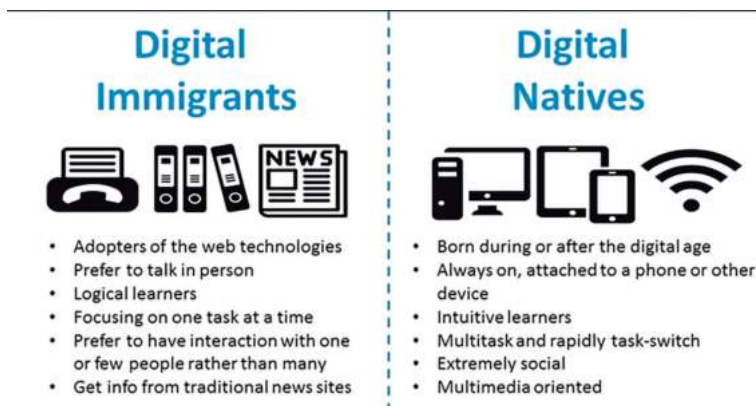 Digital
Immigrants
NEWS
• Adopters of the web technologies
• Prefer to talk in person
• Logical learners
• Focusing on one task at a time
• Prefer to have interaction with one
or few people rather than many
• Get info from traditional news sites
Digital
Natives
• Born during or after the digital age
• Always on, attached to a phone or other
device
• Intuitive learners
• Multitask and rapidly task-switch
• Extremely social
• Multimedia oriented